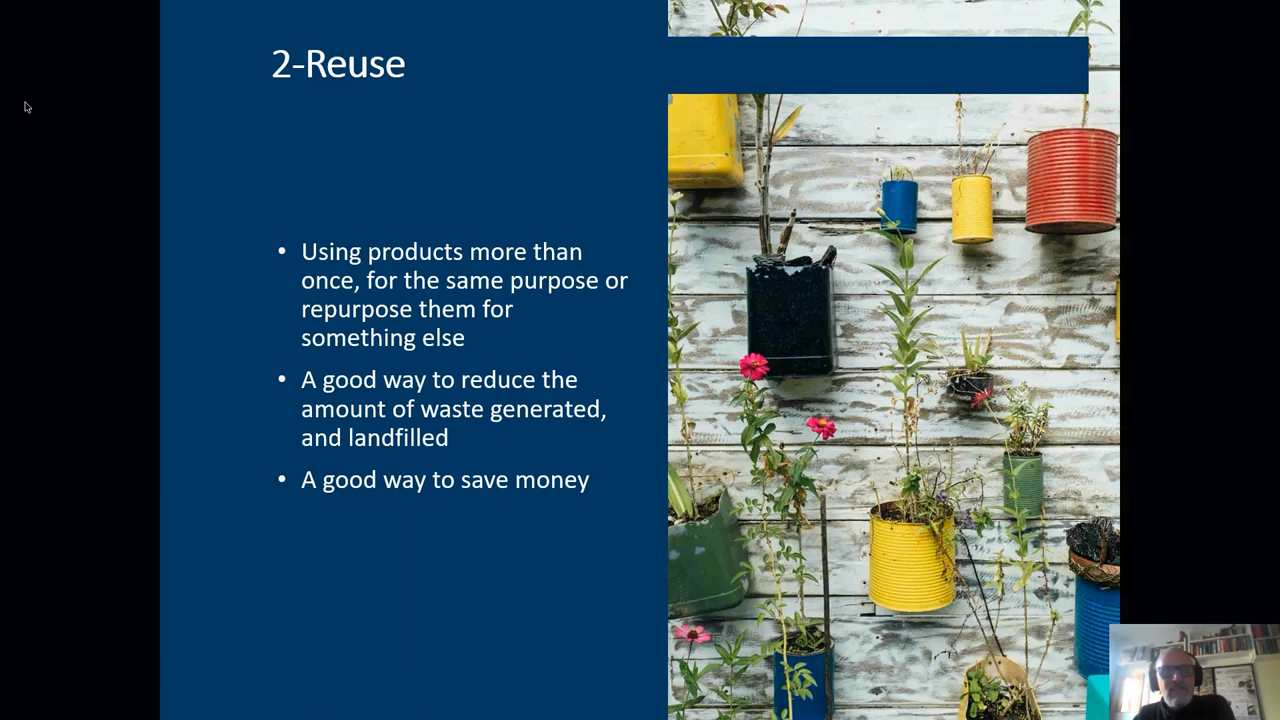 2-Reuse
• Using products more than
once, for the same purpose or
repurpose them for
something else
• A good way to reduce the
amount of waste generated,
and landfilled
• A good way to save money